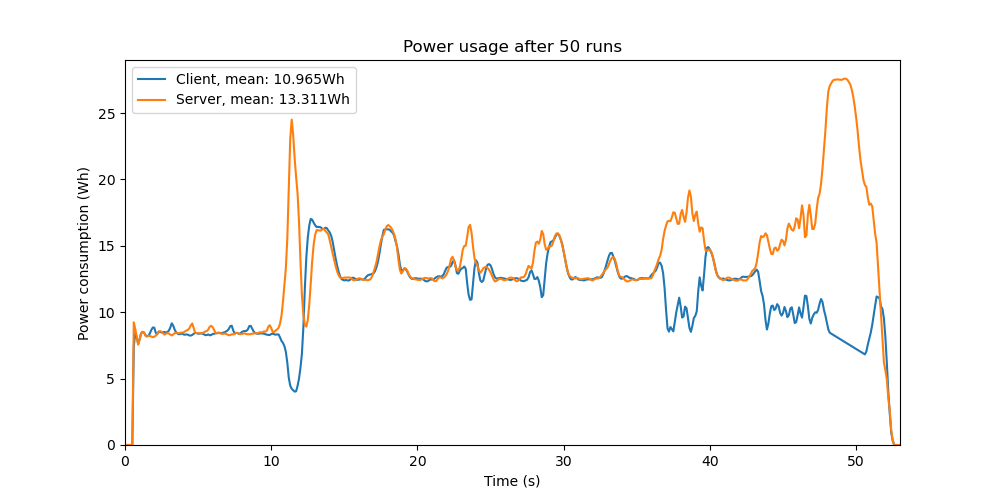 Power usage after 50 runs
Client, mean: 10.965Wh
Server, mean: 13.311Wh
Power consumption (Wh)
25
20
15
10
5
0
0 10 20 30 40 50
Time (s)